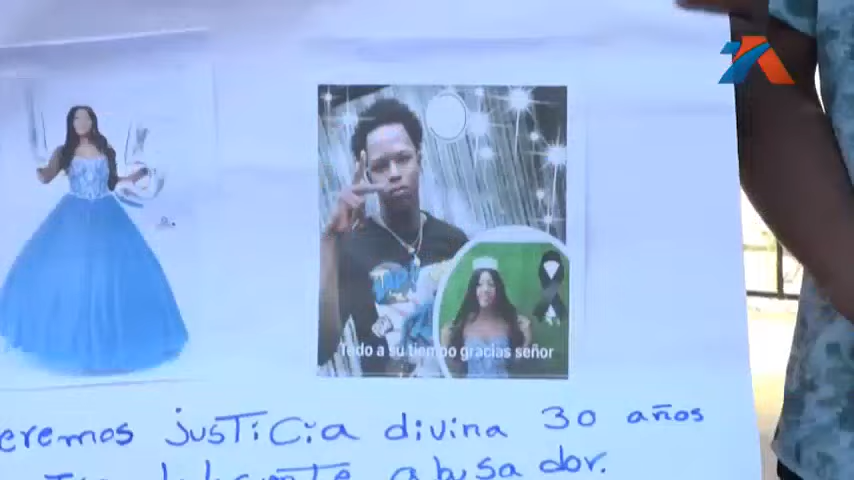 Todo a su tiempo gracias señor
eremos justicia divina 30 años
abusador.